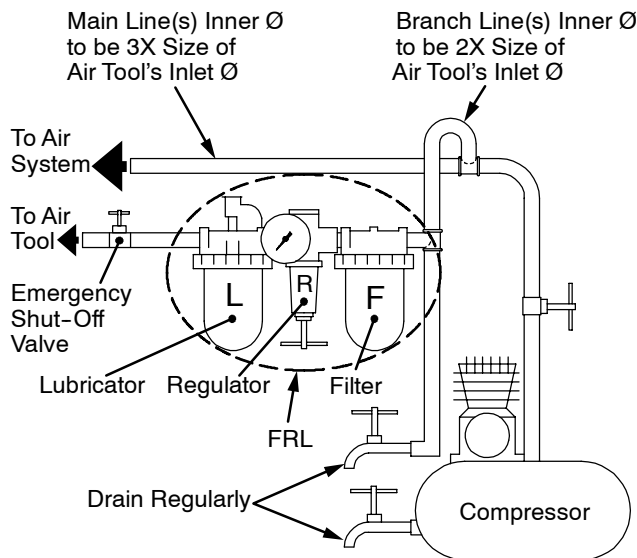 Main Line(s) Inner Ø
to be 3X Size of
Air Tool's Inlet Ø
Branch Line(s) Inner Ø
to be 2X Size of
Air Tool's Inlet Ø
To Air
System
To Air
Tool
Emergency
Shut-Off
Valve
L
R
F
Lubricator
Regulator
Filter
FRL
Drain Regularly
Compressor